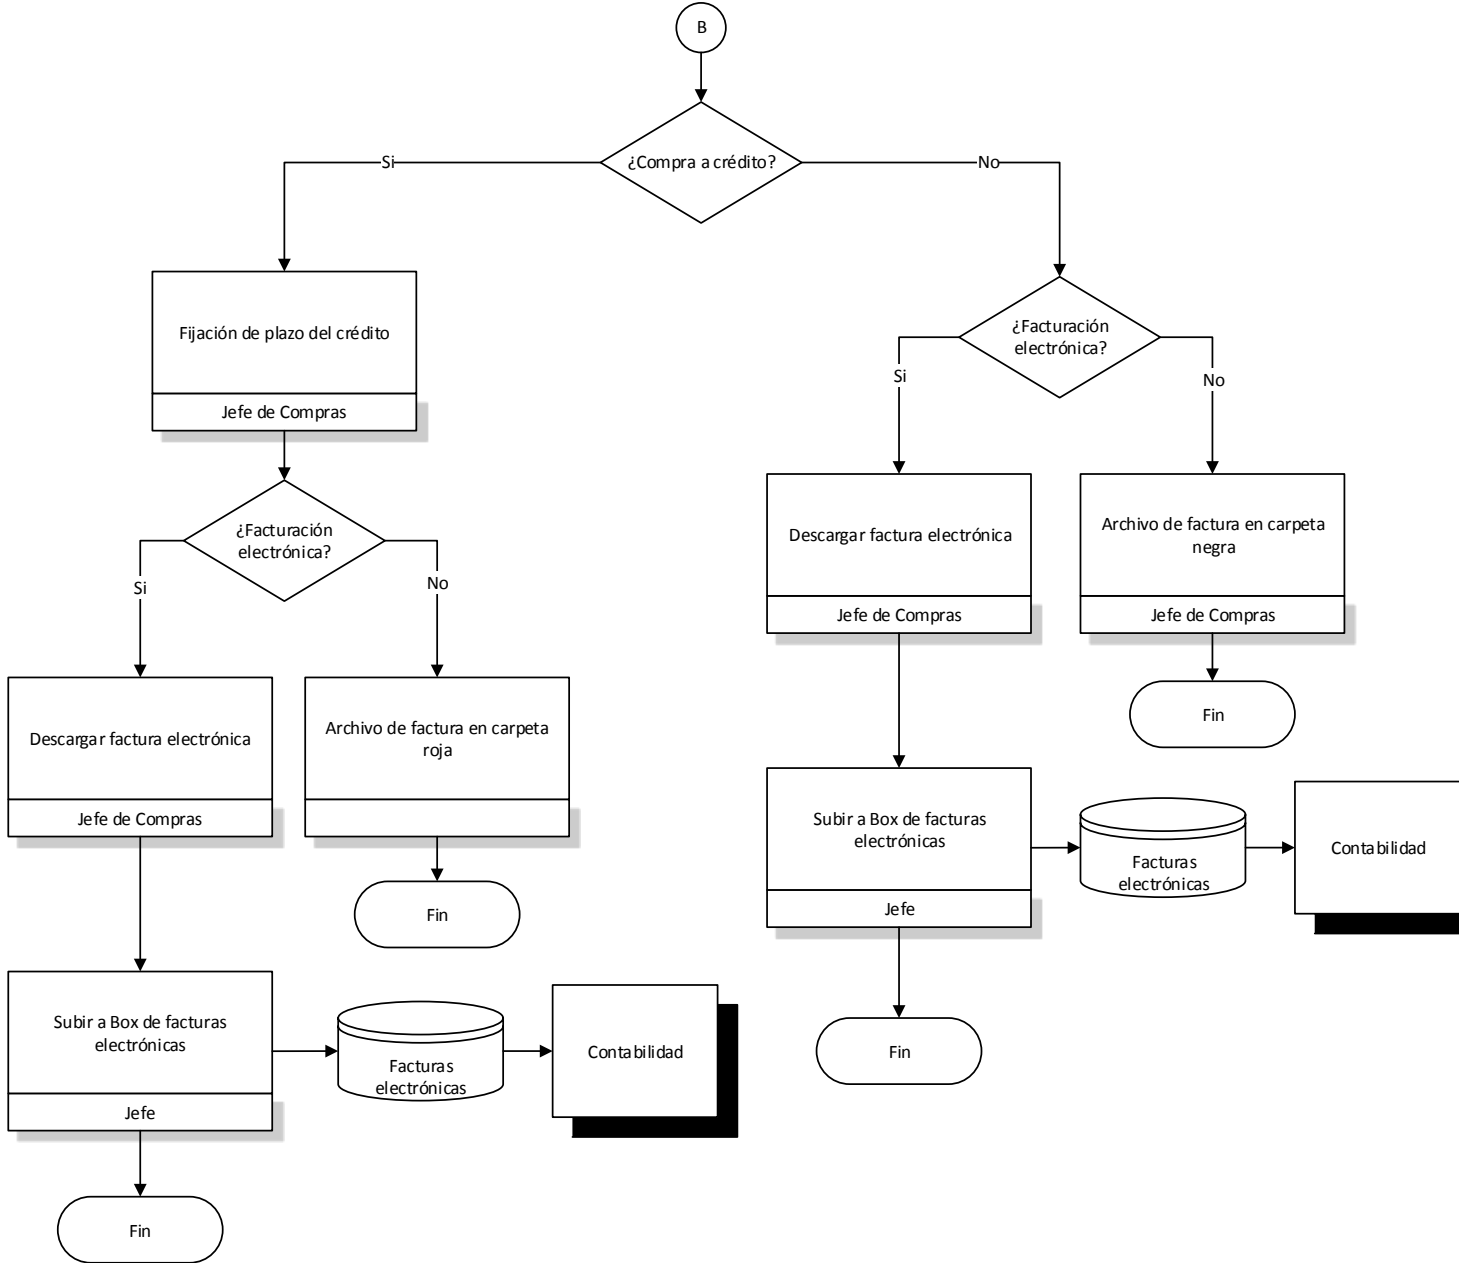 B
¿Compra a crédito?
Si
No
Fijación de plazo del crédito
Jefe de Compras
¿Facturación
electrónica?
Si
No
¿Facturación
electrónica?
Si
No
Descargar factura electrónica
Jefe de Compras
Archivo de factura en carpeta
negra
Jefe de Compras
Fin
Descargar factura electrónica
Jefe de Compras
Archivo de factura en carpeta
roja
Fin
Subir a Box de facturas
electrónicas
Jefe
Facturas
electrónicas
Contabilidad
Fin
Subir a Box de facturas
electrónicas
Jefe
Facturas
electrónicas
Contabilidad
Fin